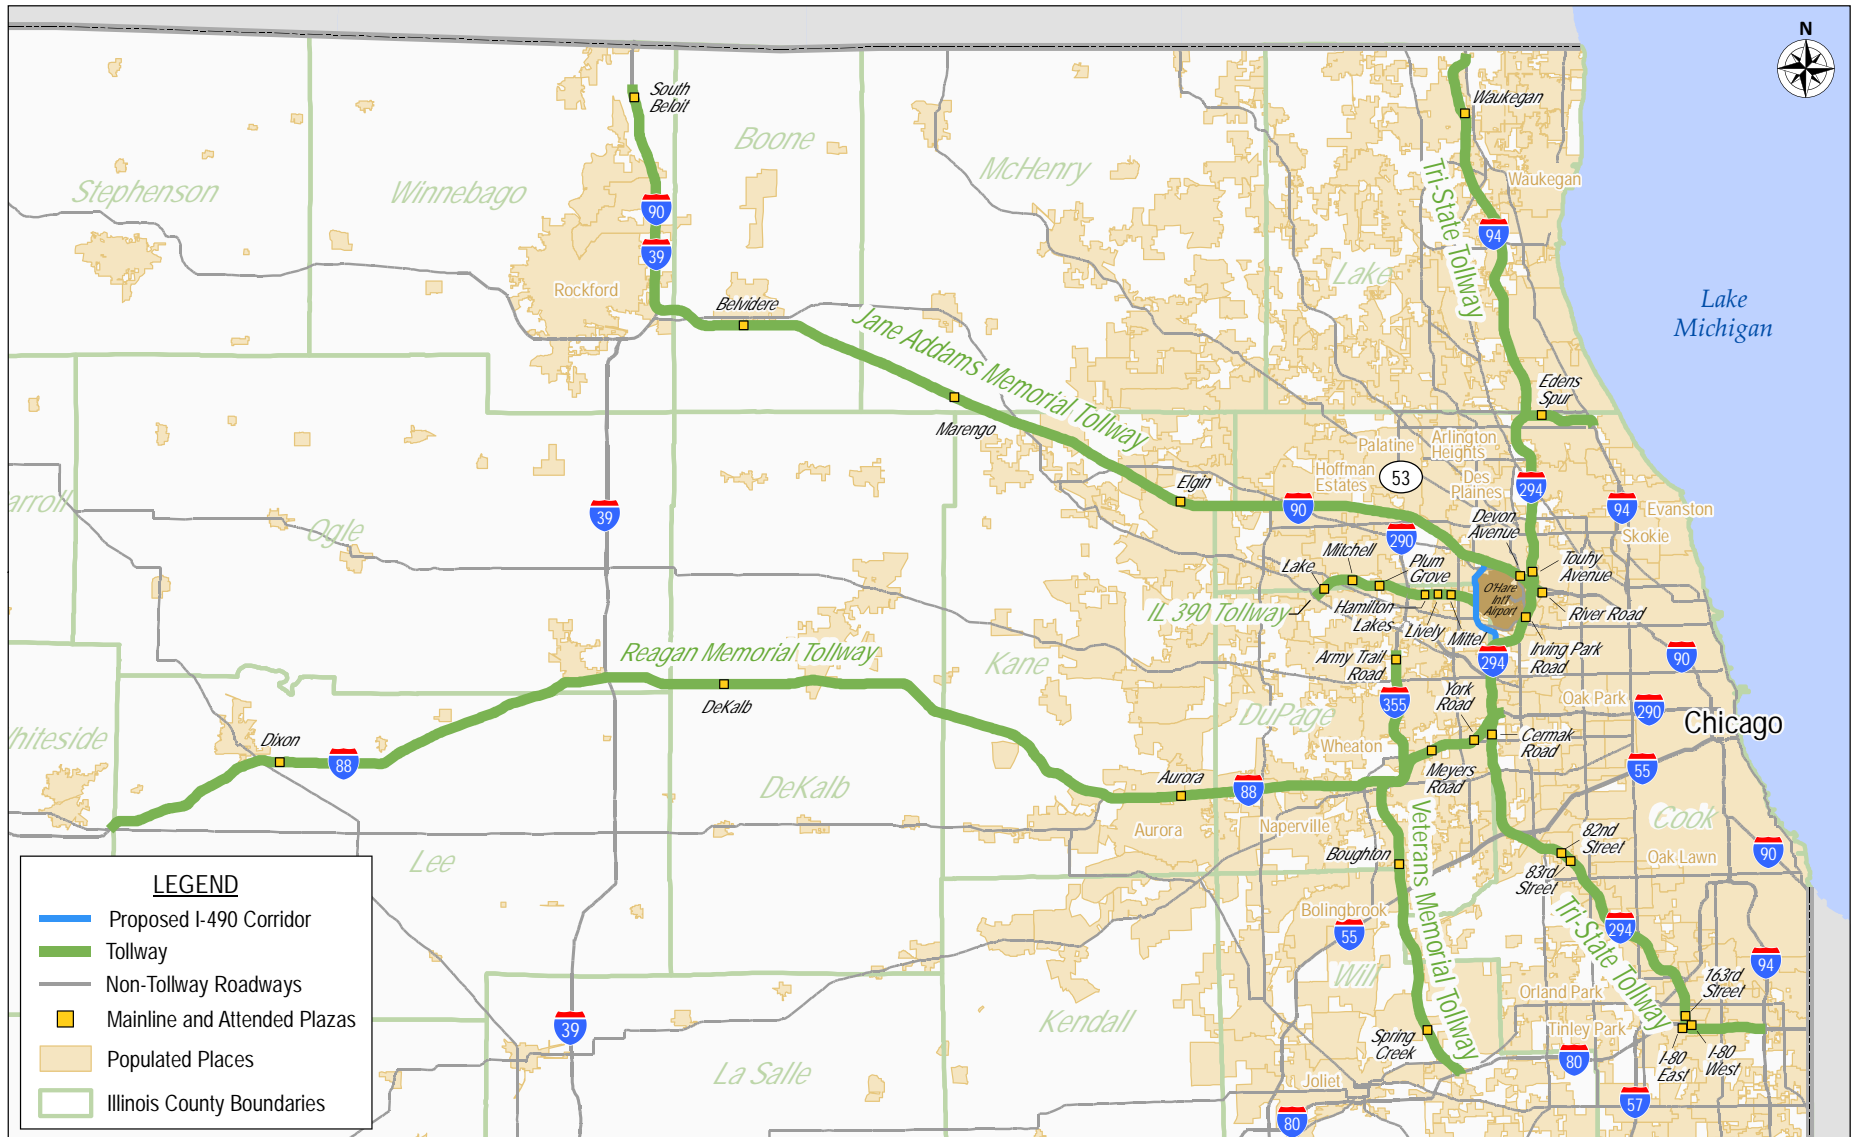 N
South
Beloit
Waukegan
Boone
McHenry
Stephenson
Winnebago
Waukegan
90
Tri-State Tollway
94
39
Lake
Rockford
Belvidere
Lake
Michigan
Jane Addams Memorial Tollway
Edens
Spur
Marengo
Palatine
Arlington
Heights
Hoffman
Estates
53
Des
Plaines
Elgin
294
arroll
39
90
94
Evanston
Ogle
Devon
Avenue
Skokie
290
Mitchell
Lake
Plum
Grove
Touhy
Avenue
O'Hare
Int'l
Airport
IL 390 Tollway
Hamilton
Lakes
Lively
Mittel
River Road
Reagan Memorial Tollway
Kane
Army Trail
Road
294
Irving Park
Road
90
DeKalb
355
York
Road
Oak Park
290
DuPage
Chicago
Whiteside
Dixon
Wheaton
Cermak
Road
88
Meyers
Road
55
DeKalb
Aurora
88
Aurora
Naperville
Veterans Memorial Tollway
Cook
82nd
Street
Lee
Boughton
83rd
Street
Oak Lawn
90
LEGEND
Proposed I-490 Corridor
Tollway
Non-Tollway Roadways
Mainline and Attended Plazas
Populated Places
Illinois County Boundaries
Bolingbrook
55
Tri-State Tollway
294
94
Will
163rd
Street
Orland Park
39
Kendall
Tinley Park
Spring
Creek
80
I-80
East
I-80
West
La Salle
Joliet
57
80